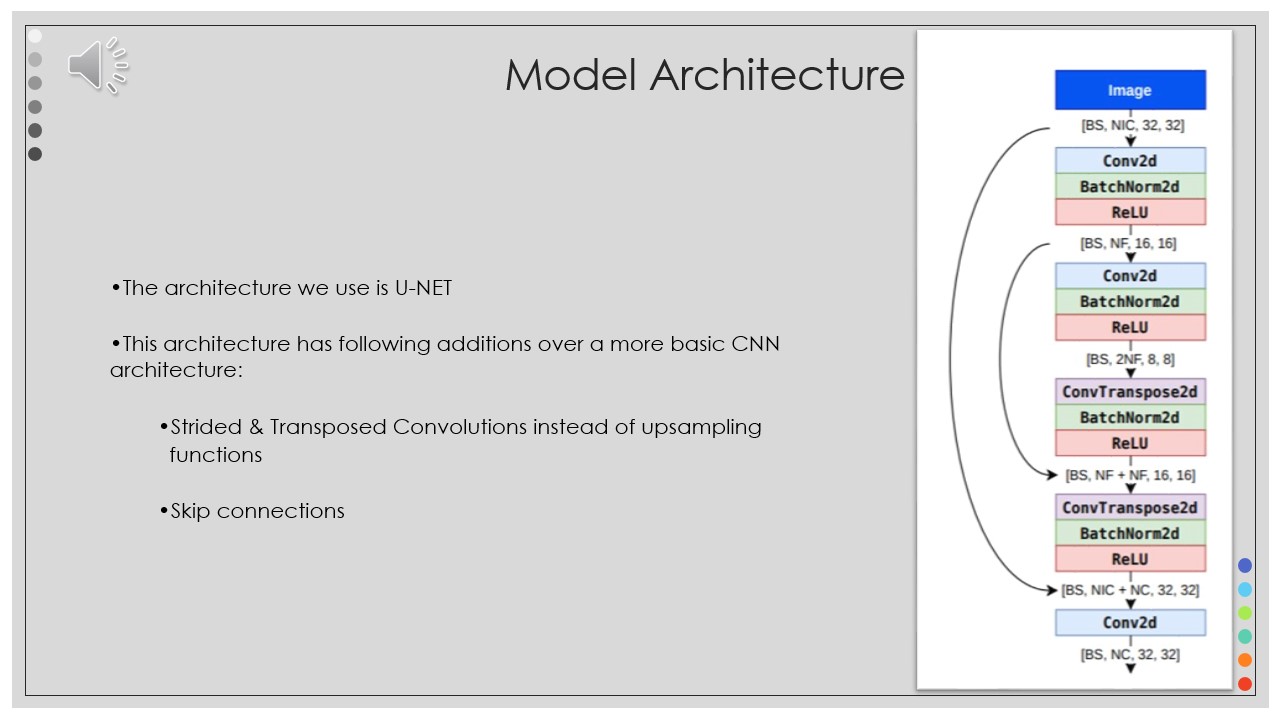 Model Architecture
•The architecture we use is U-NET
•This architecture has following additions over a more basic CNN
architecture:
•Strided & Transposed Convolutions instead of upsampling
functions
•Skip connections
Image
[BS, NIC, 32, 32]
Conv2d
BatchNorm2d
ReLU
[BS, NF, 16, 16]
Conv2d
BatchNorm2d
ReLU
[BS, 2NF, 8, 8]
ConvTranspose2d
BatchNorm2d
ReLU
[BS, NF + NF, 16, 16]
ConvTranspose2d
BatchNorm2d
ReLU
[BS, NIC + NC, 32, 32]
Conv2d
[BS, NC, 32, 32]